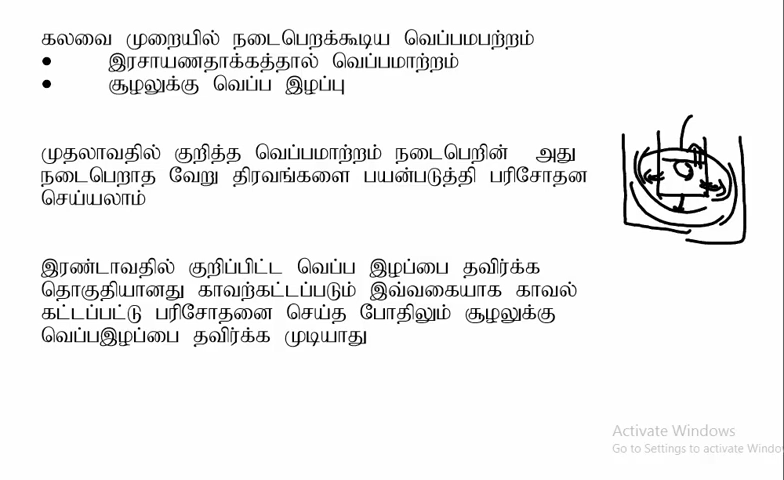 கலவை முறையில் நடைபெறக்கூடிய வெப்பமபற்றம்
• இரசாயணதாக்கத்தால் வெப்பமாற்றம்
• சூழலுக்கு வெப்ப இழப்பு
முதலாவதில் குறித்த வெப்பமாற்றம் நடைபெறின் அது
நடைபெறாத வேறு திரவங்களை பயன்படுத்தி பரிசோதன
செய்யலாம்
இரண்டாவதில் குறிப்பிட்ட வெப்ப இழப்பை தவிர்க்க
தொகுதியானது காவற்கட்டப்படும் இவ்வகையாக காவல்
கட்டப்பட்டு பரிசோதனை செய்த போதிலும் சூழலுக்கு
வெப்பஇழப்பை தவிர்க்க முடியாது
Activate Windows
Go to Settings to activate Windo